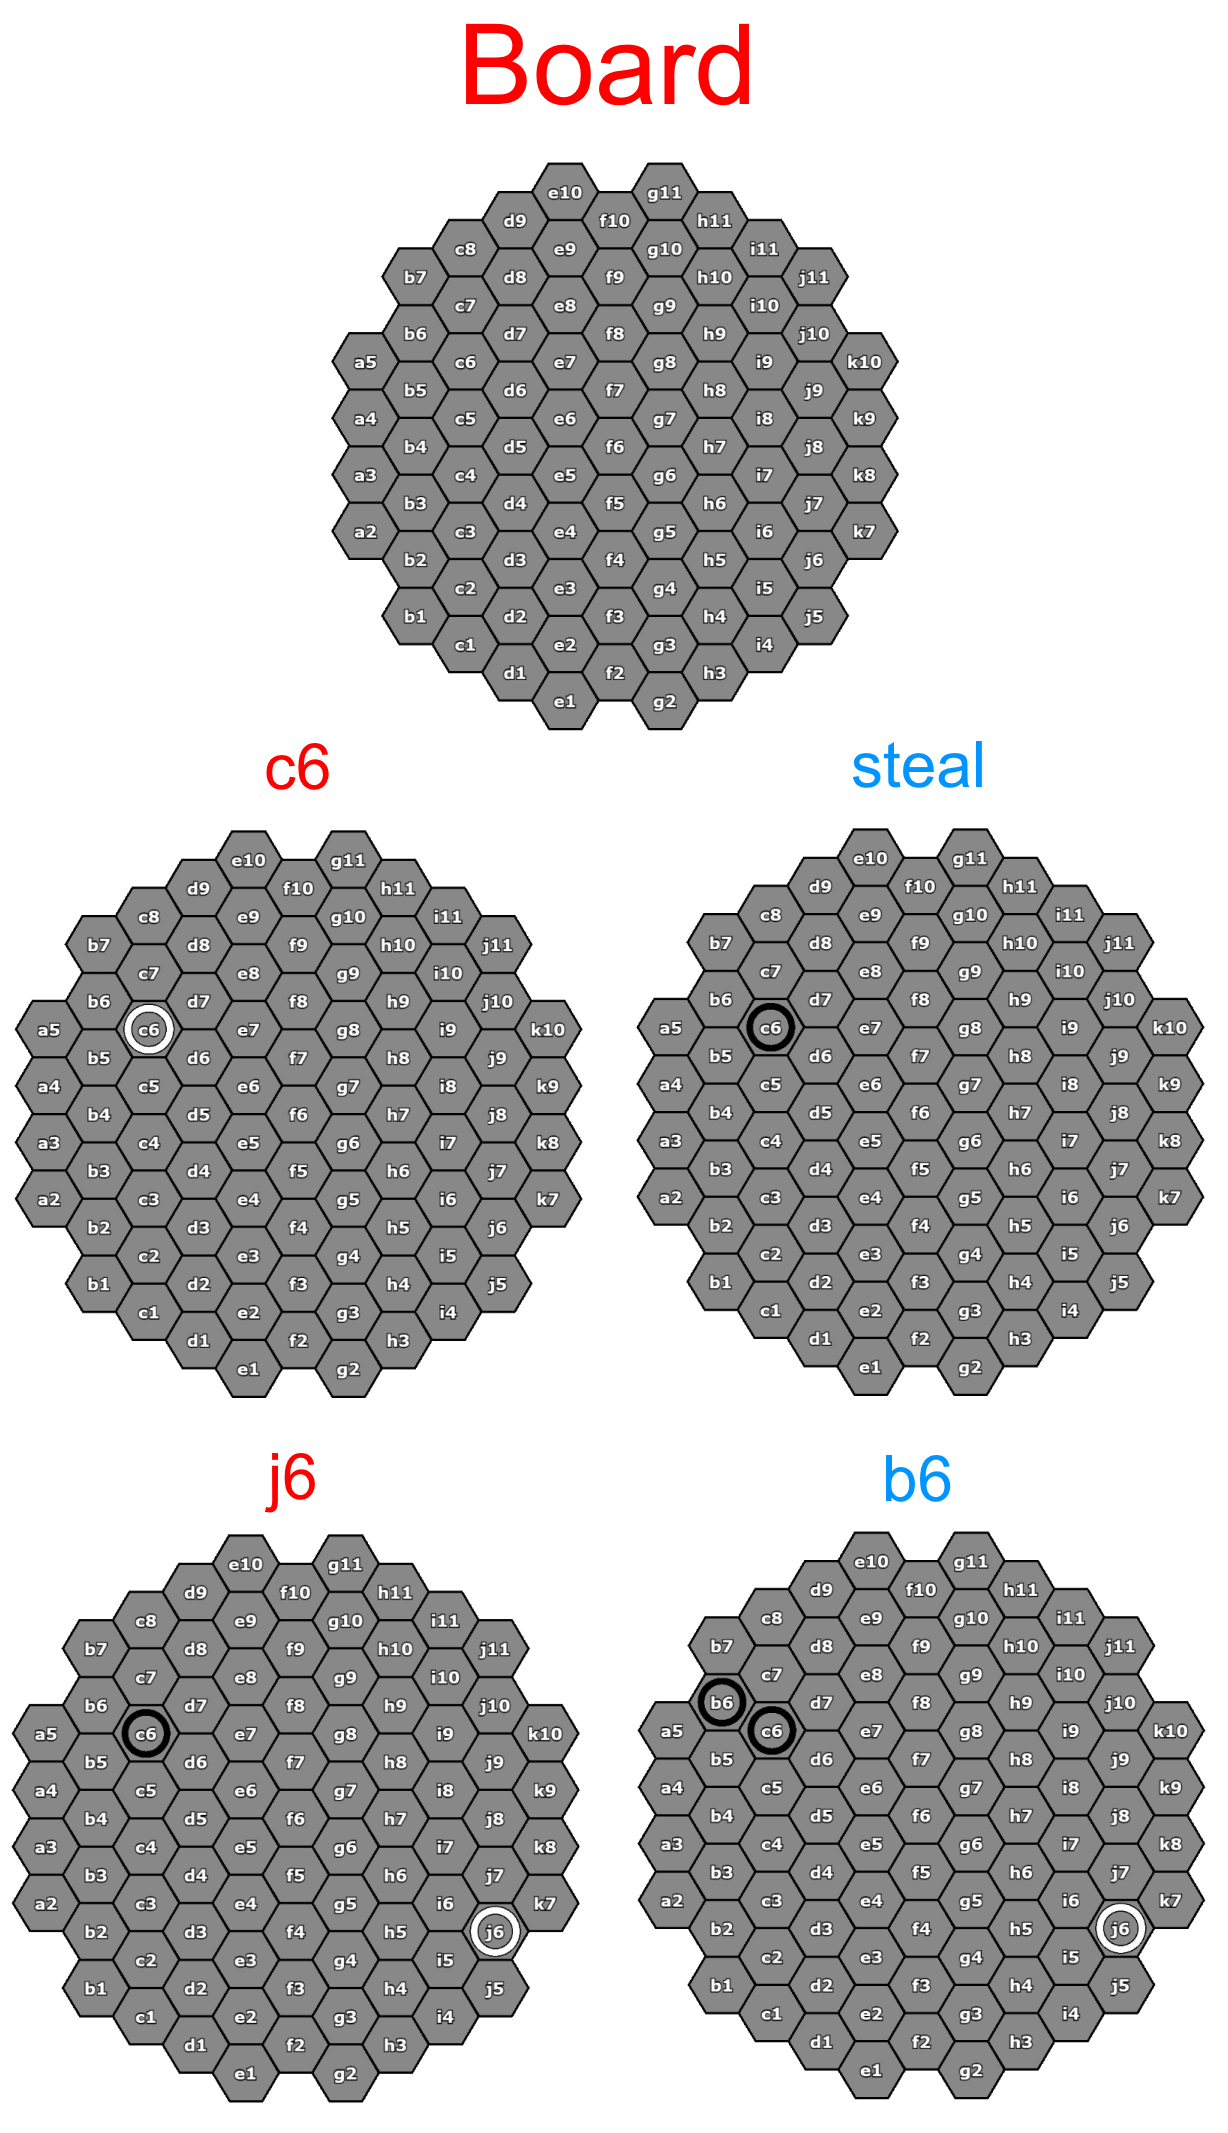 Board
e10 g11
d9 f10 h11
c8 e9 g10 i11
b7 d8 f9 h10 j11
c7 e8 g9 i10
b6 d7 f8 h9 j10
a5 c6 e7 g8 i9 k10
b5 d6 f7 h8 j9
a4 c5 e6 g7 i8 k9
b4 d5 f6 h7 j8
a3 c4 e5 g6 i7 k8
b3 d4 f5 h6 j7
a2 c3 e4 g5 i6 k7
b2 d3 f4 h5 j6
c2 e3 g4 i5
b1 d2 f3 h4 j5
c1 e2 g3 i4
d1 f2 h3
e1 g2
c6
e10 g11
d9 f10 h11
c8 e9 g10 i11
b7 d8 f9 h10 j11
c7 e8 g9 i10
b6 d7 f8 h9 j10
a5 c6 e7 g8 i9 k10
b5 d6 f7 h8 j9
a4 c5 e6 g7 i8 k9
b4 d5 f6 h7 j8
a3 c4 e5 g6 i7 k8
b3 d4 f5 h6 j7
a2 c3 e4 g5 i6 k7
b2 d3 f4 h5 j6
c2 e3 g4 i5
b1 d2 f3 h4 j5
c1 e2 g3 i4
d1 f2 h3
e1 g2
steal
e10 g11
d9 f10 h11
c8 e9 g10 i11
b7 d8 f9 h10 j11
c7 e8 g9 i10
b6 d7 f8 h9 j10
a5 c6 e7 g8 i9 k10
b5 d6 f7 h8 j9
a4 c5 e6 g7 i8 k9
b4 d5 f6 h7 j8
a3 c4 e5 g6 i7 k8
b3 d4 f5 h6 j7
a2 c3 e4 g5 i6 k7
b2 d3 f4 h5 j6
c2 e3 g4 i5
b1 d2 f3 h4 j5
c1 e2 g3 i4
d1 f2 h3
e1 g2
j6
e10 g11
d9 f10 h11
c8 e9 g10 i11
b7 d8 f9 h10 j11
c7 e8 g9 i10
b6 d7 f8 h9 j10
a5 c6 e7 g8 i9 k10
b5 d6 f7 h8 j9
a4 c5 e6 g7 i8 k9
b4 d5 f6 h7 j8
a3 c4 e5 g6 i7 k8
b3 d4 f5 h6 j7
a2 c3 e4 g5 i6 k7
b2 d3 f4 h5 j6
c2 e3 g4 i5
b1 d2 f3 h4 j5
c1 e2 g3 i4
d1 f2 h3
e1 g2
b6
e10 g11
d9 f10 h11
c8 e9 g10 i11
b7 d8 f9 h10 j11
c7 e8 g9 i10
b6 d7 f8 h9 j10
a5 c6 e7 g8 i9 k10
b5 d6 f7 h8 j9
a4 c5 e6 g7 i8 k9
b4 d5 f6 h7 j8
a3 c4 e5 g6 i7 k8
b3 d4 f5 h6 j7
a2 c3 e4 g5 i6 k7
b2 d3 f4 h5 j6
c2 e3 g4 i5
b1 d2 f3 h4 j5
c1 e2 g3 i4
d1 f2 h3
e1 g2